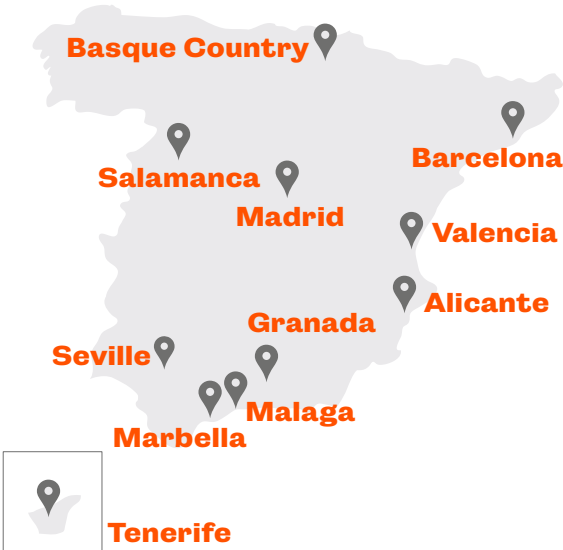 Basque Country
Barcelona
Salamanca
Madrid
Valencia
Alicante
Granada
Seville
Malaga
Marbella
Tenerife